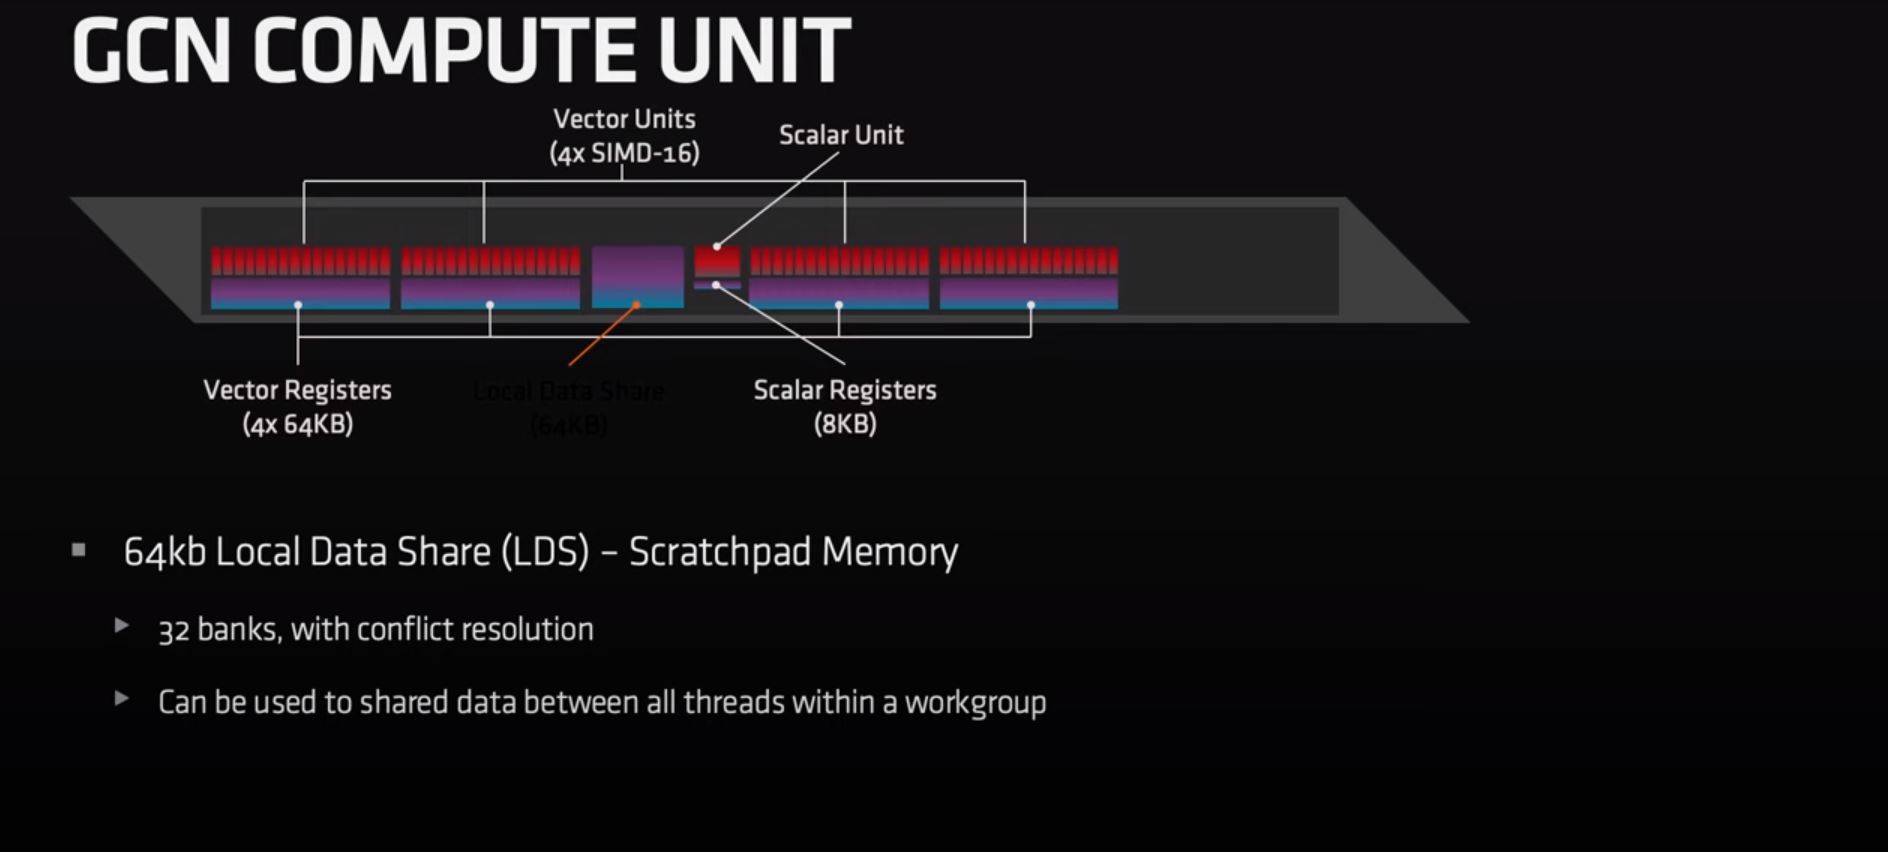 GCN COMPUTE UNIT
Vector Units
(4x SIMD-16)
Scalar Unit
Vector Registers
(4x 64KB)
Local Data Share
(64KB)
Scalar Registers
(8KB)
64kb Local Data Share (LDS) – Scratchpad Memory
32 banks, with conflict resolution
Can be used to shared data between all threads within a workgroup